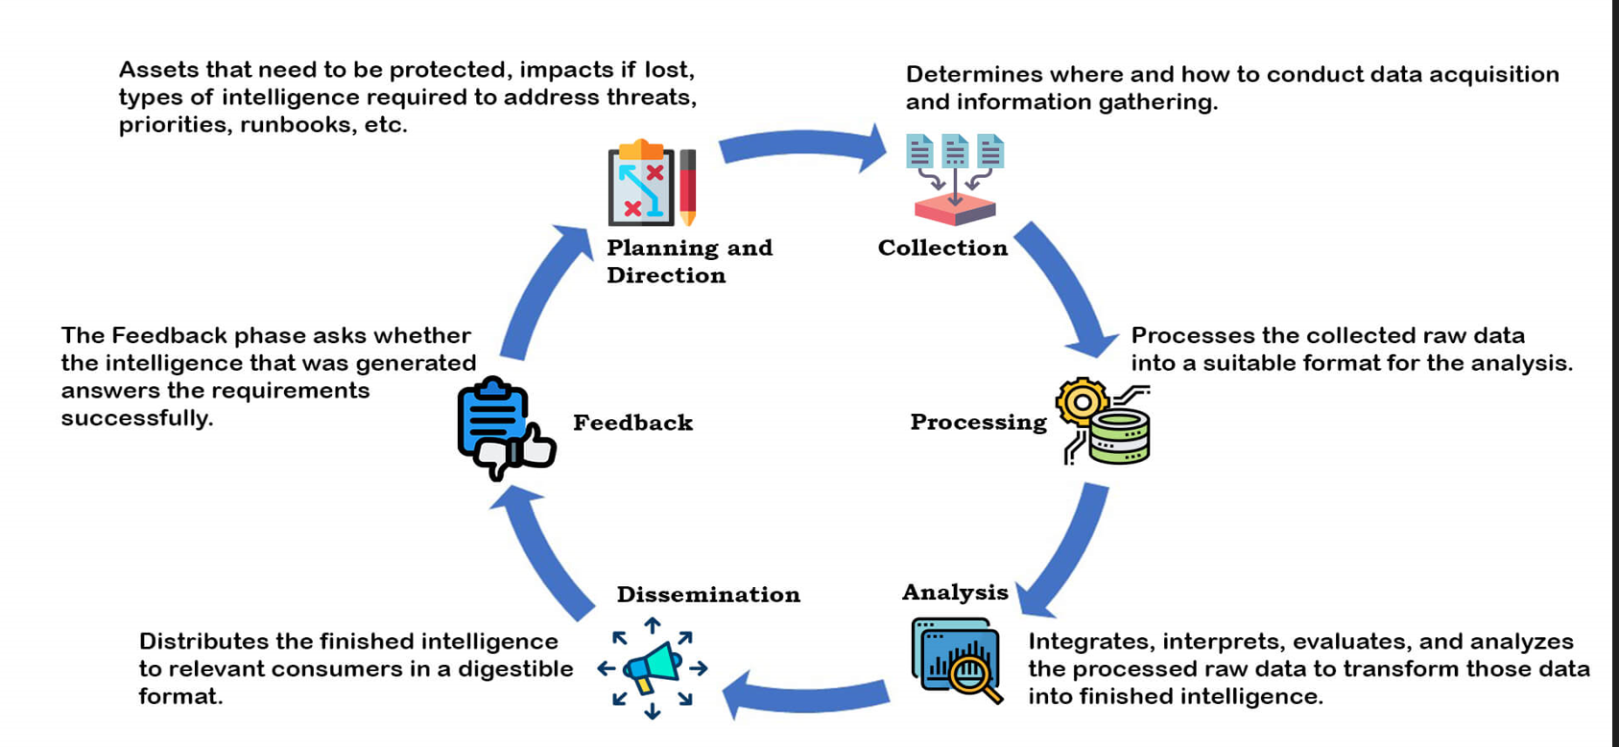 Assets that need to be protected, impacts if lost,
types of intelligence required to address threats,
priorities, runbooks, etc.
Planning and
Direction
Determines where and how to conduct data acquisition
and information gathering.
Collection
Processes the collected raw data
into a suitable format for the analysis.
Processing
Analysis
Integrates, interprets, evaluates, and analyzes
the processed raw data to transform those data
into finished intelligence.
Dissemination
Distributes the finished intelligence
to relevant consumers in a digestible
format.
The Feedback phase asks whether
the intelligence that was generated
answers the requirements
successfully.
Feedback